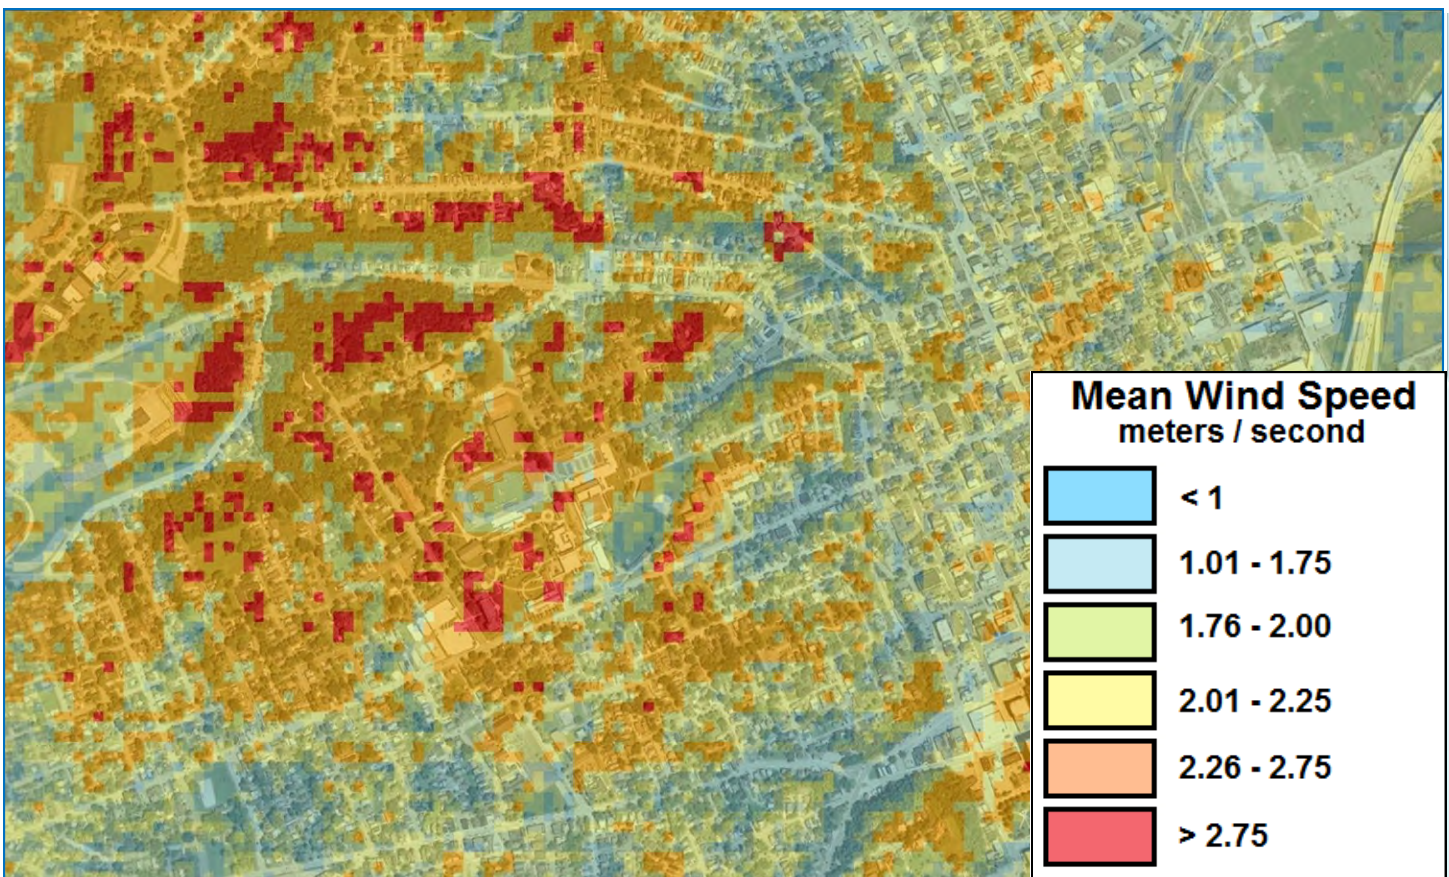 Mean Wind Speed
meters / second
< 1
1.01 - 1.75
1.76 - 2.00
2.01 - 2.25
2.26 - 2.75
> 2.75